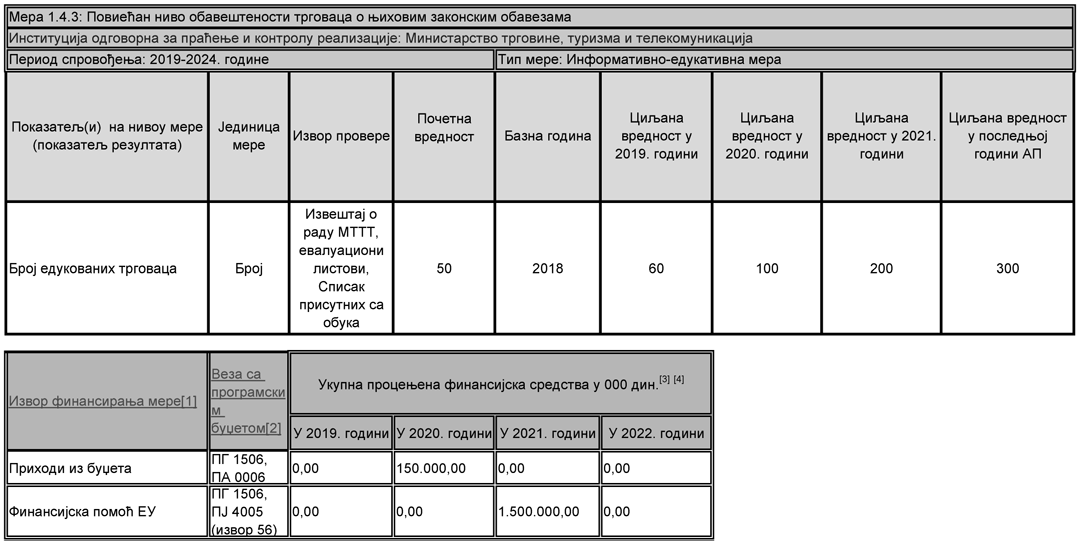 Мера 1.4.3: Повиећан ниво обавештености трговаца о њиховим законским обавезама
Институција одговорна за праћење и контролу реализације: Министарство трговине, туризма и телекомуникација
Период спровођења: 2019-2024. године
Тип мере: Информативно-едукативна мера
Показатељ(и) на нивоу мере
(показатељ резултата)
Јединица
мере
Извор провере
Почетна
вредност
Базна година
Циљана
вредност у
2019. години
Циљана
вредност у
2020. години
Циљана
вредност у 2021.
години
Циљана вредност
у последњој
години АП
Број едукованих трговаца
Број
Извештај о
раду МТТТ,
евалуациони
листови,
Списак
присутних са
обука
50
2018
60
100
200
300
Извор финансирања мере[1]
Веза са
програмски
м
буџетом[2]
Укупна процењена финансијска средства у 000 дин.[3] [4]
У 2019. години
У 2020. години
У 2021. години
У 2022. години
Приходи из буџета
ПГ 1506,
ПА 0006
0,00
150.000,00
0,00
0,00
Финансијска помоћ ЕУ
ПГ 1506,
ПЈ 4005
(извор 56)
0,00
0,00
1.500.000,00
0,00